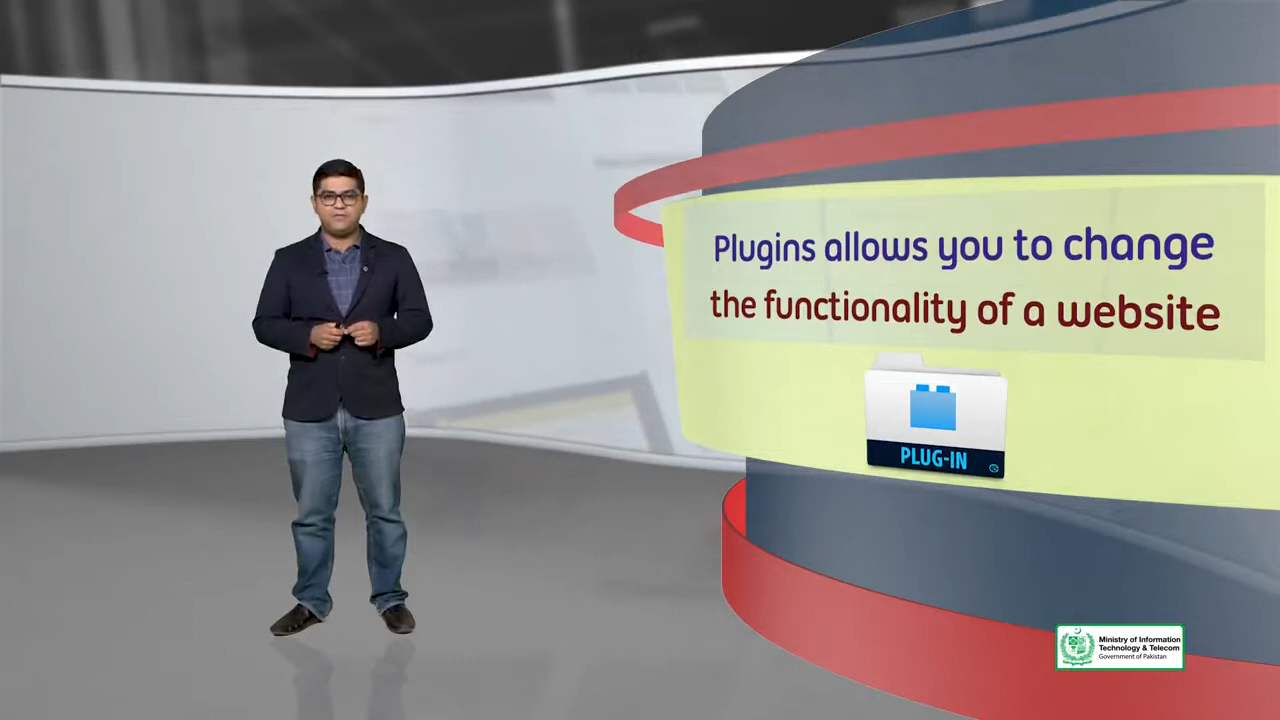 Plugins allows you to change
the functionality of a website
PLUG-IN
Ministry of Information
Technology & Telecom
Government of Pakistan